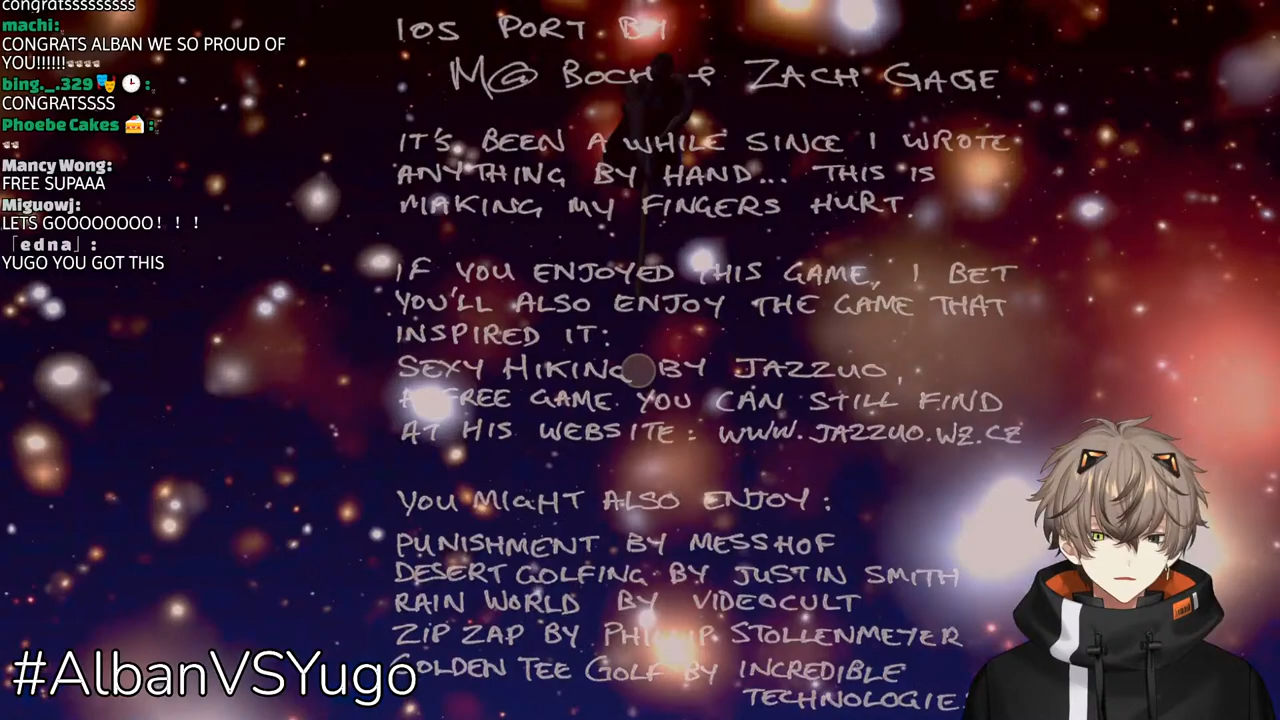 congratsssssssss
machi:
CONGRATS ALBAN WE SO PROUD OF
YOU!!!!!!
bing._.329
CONGRATSSSS
Phoebe Cakes
Mancy Wong:
FREE SUPAAA
Miguowj:
LETS GOOOOOOOO！！！
「edna」:
YUGO YOU GOT THIS
IOS PORT BY
M@ BOCH + ZACH GAGE
IT'S BEEN A WHILE SINCE I WROTE
ANYTHING BY HAND... THIS IS
MAKING MY FINGERS HURT.
IF YOU ENJOYED THIS GAME, I BET
YOU'LL ALSO ENJOY THE GAME THAT
INSPIRED IT:
SEXY HIKING BY JAZZUO,
A FREE GAME YOU CAN STILL FIND
AT HIS WEBSITE: WWW.JAZZUO.WZ.CZ
YOU MIGHT ALSO ENJOY:
PUNISHMENT BY MESSHOF
DESERT GOLFING BY JUSTIN SMITH
RAIN WORLD BY VIDEOCULT
ZIP ZAP BY PHILIPP STOLLENMEYER
GOLDEN TEE GOLF BY INCREDIBLE
TECHNOLOGIES
#AlbanVSYugo